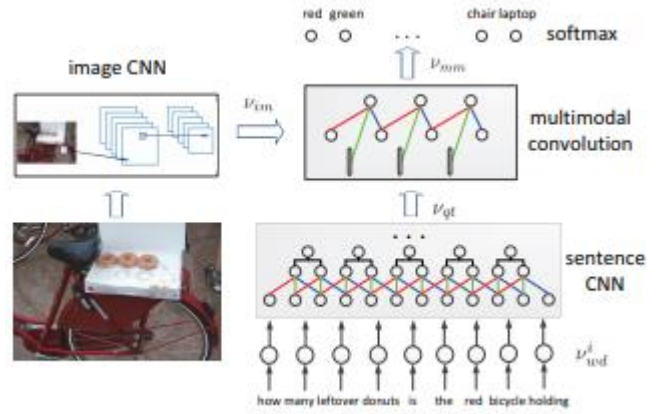 red green ... chair laptop softmax
image CNN
ν_im
ν_mm
multimodal convolution
ν_qt
...
sentence CNN
ν^i_wd
how many leftover donuts is the red bicycle holding